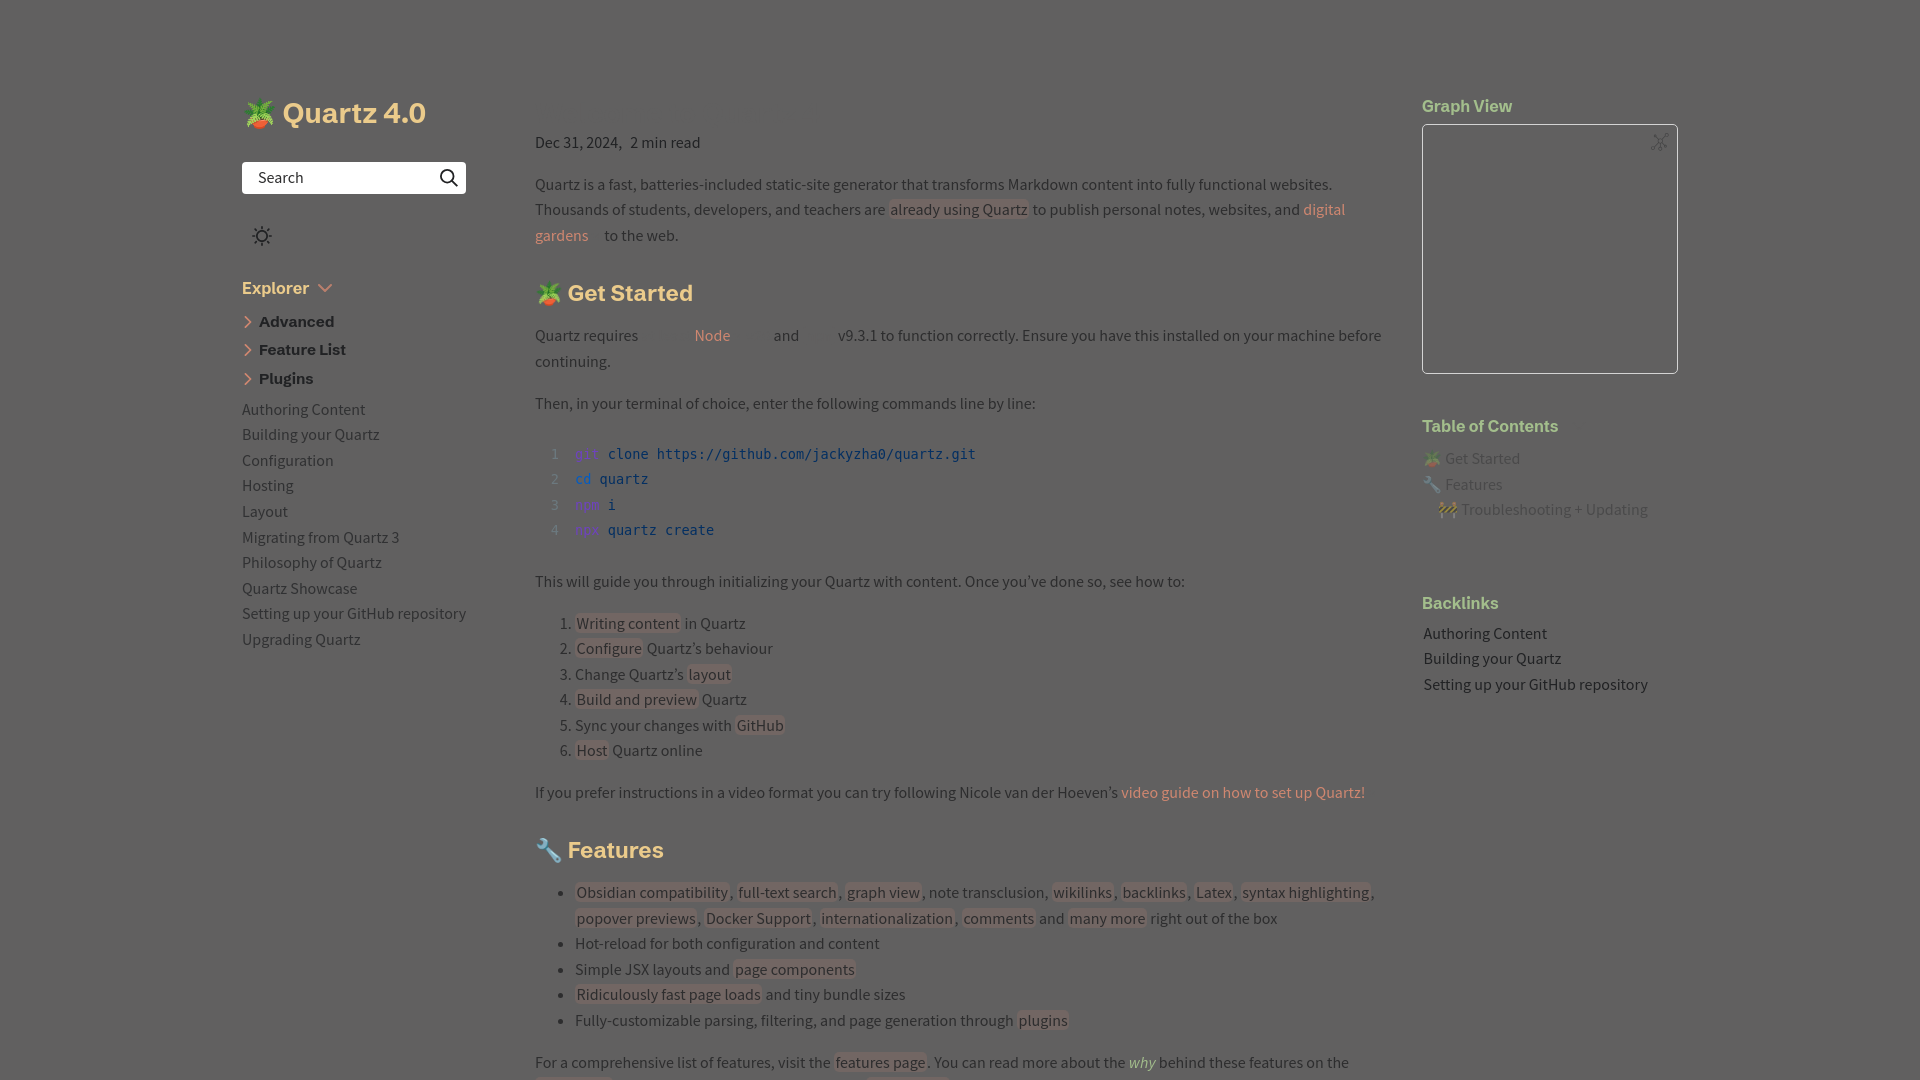 Quartz 4.0
Search
Explorer
Advanced
Feature List
Plugins
Authoring Content
Building your Quartz
Configuration
Hosting
Layout
Migrating from Quartz 3
Philosophy of Quartz
Quartz Showcase
Setting up your GitHub repository
Upgrading Quartz
Dec 31, 2024, 2 min read
Quartz is a fast, batteries-included static-site generator that transforms Markdown content into fully functional websites.
Thousands of students, developers, and teachers are already using Quartz to publish personal notes, websites, and digital
gardens to the web.
Get Started
Quartz requires Node and v9.3.1 to function correctly. Ensure you have this installed on your machine before
continuing.
Then, in your terminal of choice, enter the following commands line by line:
1 git clone https://github.com/jackyzha0/quartz.git
2 cd quartz
3 npm i
4 npx quartz create
This will guide you through initializing your Quartz with content. Once you've done so, see how to:
1. Writing content in Quartz
2. Configure Quartz's behaviour
3. Change Quartz's layout
4. Build and preview Quartz
5. Sync your changes with GitHub
6. Host Quartz online
If you prefer instructions in a video format you can try following Nicole van der Hoeven's video guide on how to set up Quartz!
Features
• Obsidian compatibility, full-text search, graph view, note transclusion, wikilinks, backlinks, Latex, syntax highlighting,
popover previews, Docker Support, internationalization, comments and many more right out of the box
• Hot-reload for both configuration and content
• Simple JSX layouts and page components
• Ridiculously fast page loads and tiny bundle sizes
• Fully-customizable parsing, filtering, and page generation through plugins
For a comprehensive list of features, visit the features page. You can read more about the why behind these features on the
Graph View
Table of Contents
Get Started
Features
Troubleshooting + Updating
Backlinks
Authoring Content
Building your Quartz
Setting up your GitHub repository